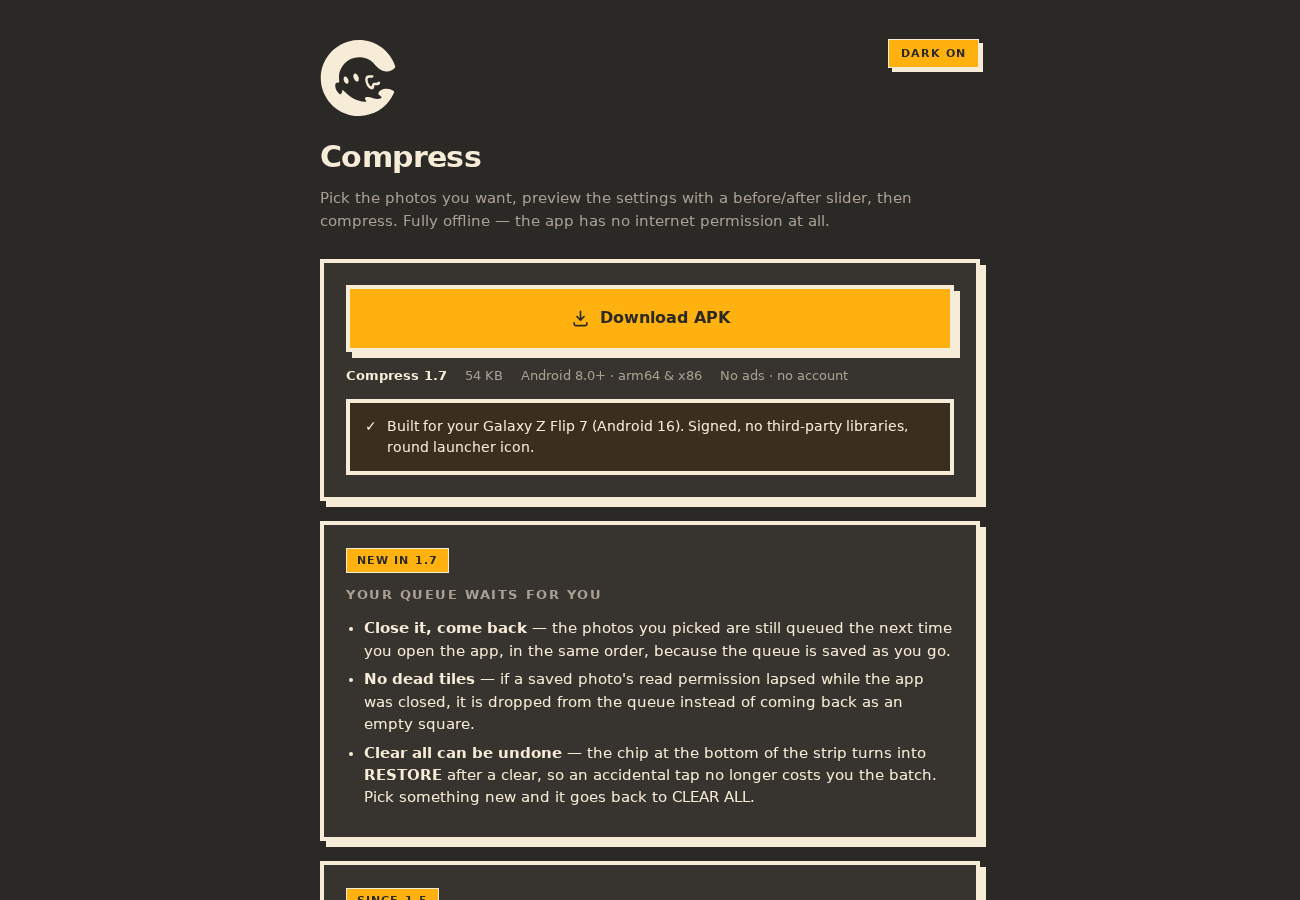 DARK ON
Compress
Pick the photos you want, preview the settings with a before/after slider, then
compress. Fully offline — the app has no internet permission at all.
Download APK
Compress 1.7 54 KB Android 8.0+ · arm64 & x86 No ads · no account
✓ Built for your Galaxy Z Flip 7 (Android 16). Signed, no third-party libraries,
round launcher icon.
NEW IN 1.7
YOUR QUEUE WAITS FOR YOU
• Close it, come back — the photos you picked are still queued the next time
you open the app, in the same order, because the queue is saved as you go.
• No dead tiles — if a saved photo's read permission lapsed while the app
was closed, it is dropped from the queue instead of coming back as an
empty square.
• Clear all can be undone — the chip at the bottom of the strip turns into
RESTORE after a clear, so an accidental tap no longer costs you the batch.
Pick something new and it goes back to CLEAR ALL.
SINCE 1.5